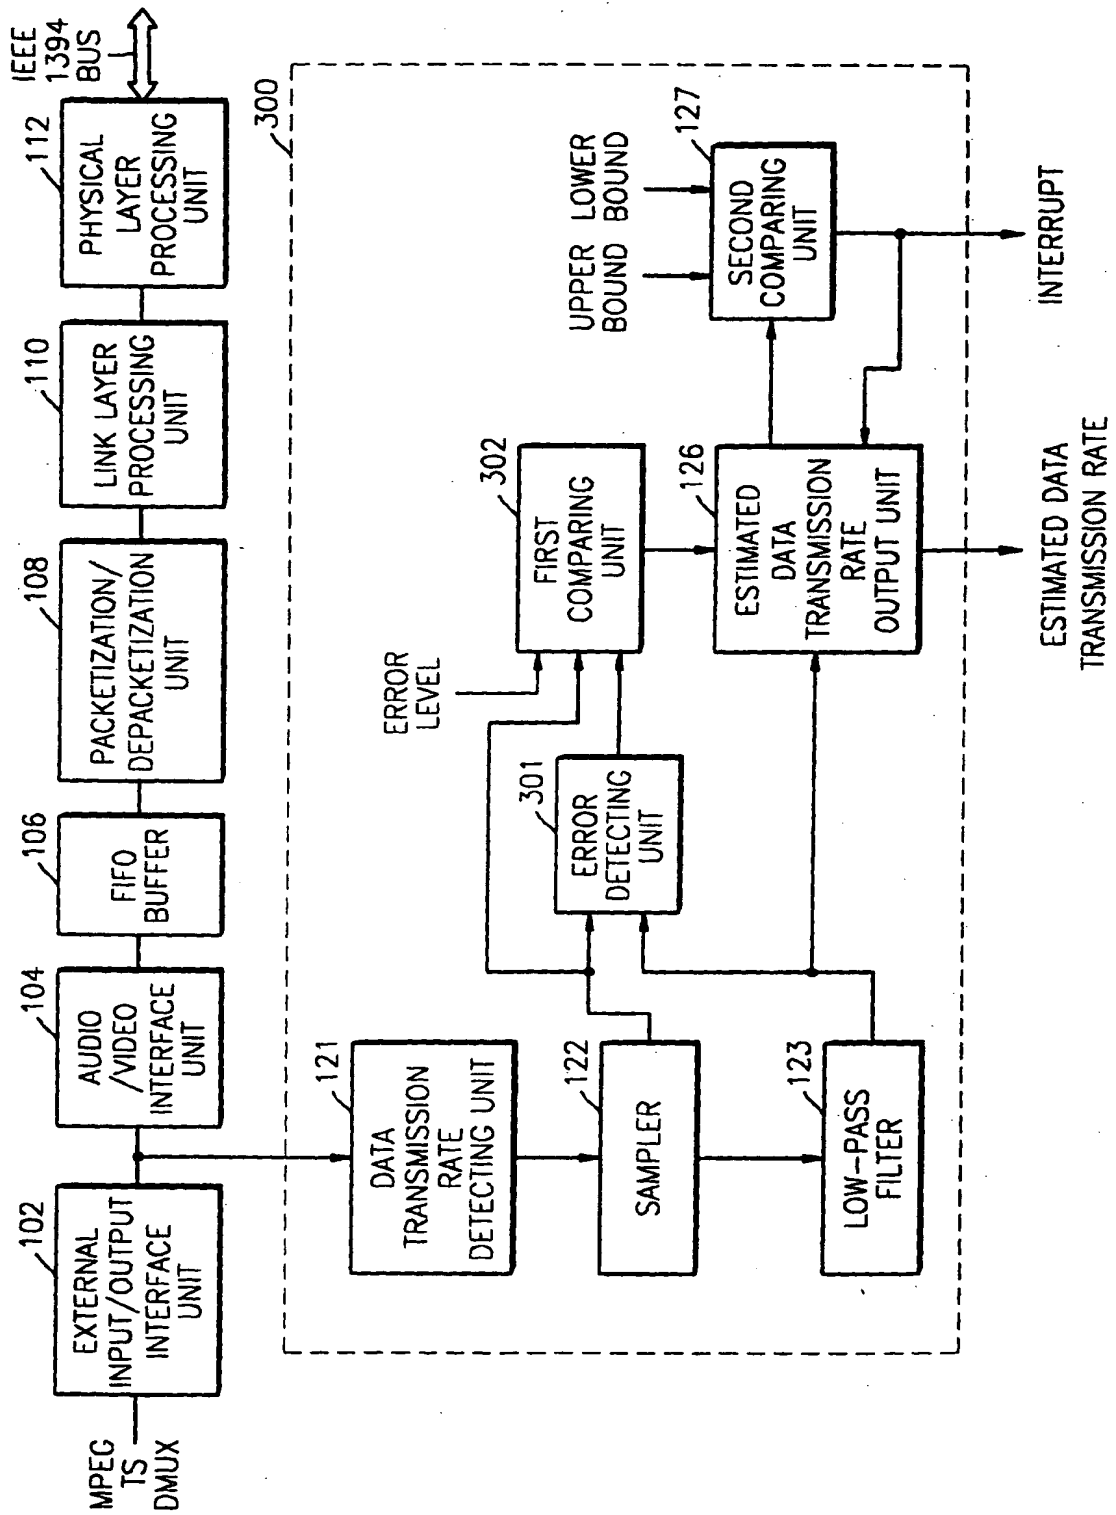 MPEG
TS
DMUX
102
EXTERNAL
INPUT/OUTPUT
INTERFACE
UNIT
104
AUDIO
/VIDEO
INTERFACE
UNIT
106
FIFO
BUFFER
108
PACKETIZATION/
DEPACKETIZATION
UNIT
110
LINK LAYER
PROCESSING
UNIT
112
PHYSICAL
LAYER
PROCESSING
UNIT
IEEE
1394
BUS
300
121
DATA
TRANSMISSION
RATE
DETECTING UNIT
122
SAMPLER
123
LOW-PASS
FILTER
301
ERROR
DETECTING
UNIT
ERROR
LEVEL
302
FIRST
COMPARING
UNIT
126
ESTIMATED
DATA
TRANSMISSION
RATE
OUTPUT UNIT
UPPER
BOUND
LOWER
BOUND
127
SECOND
COMPARING
UNIT
ESTIMATED DATA
TRANSMISSION RATE
INTERRUPT